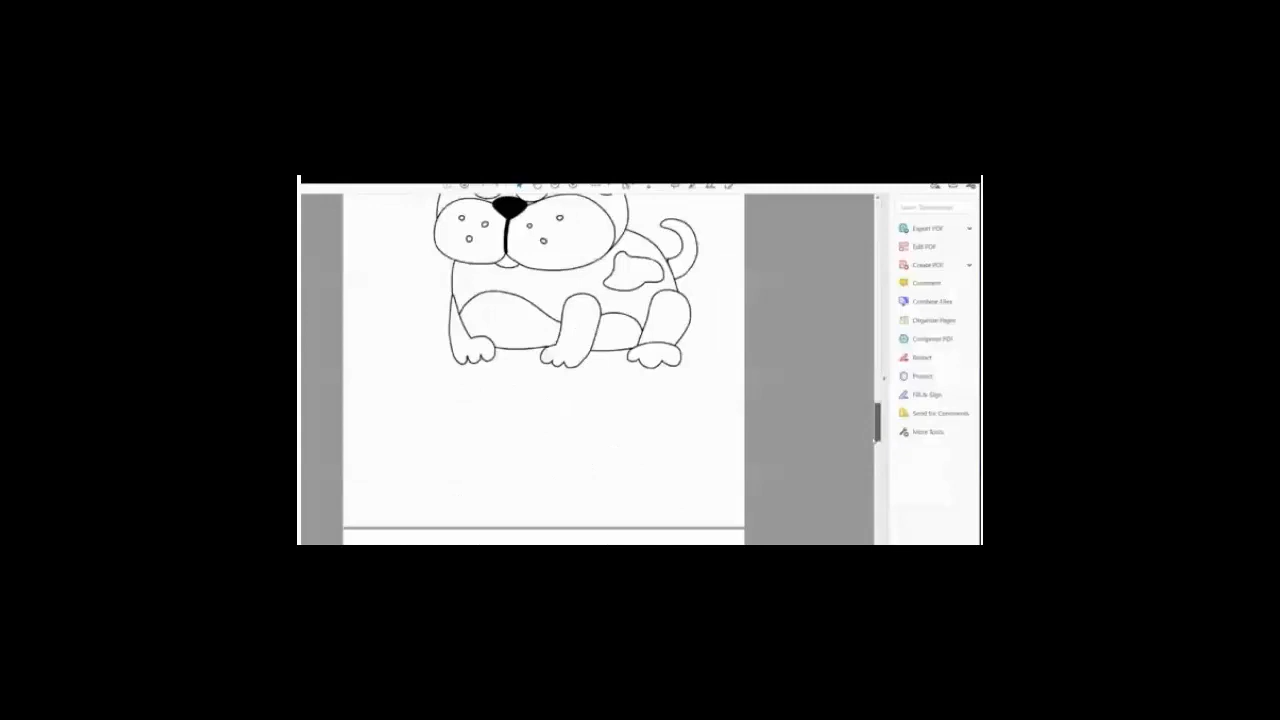 Export PDF
Edit PDF
Create PDF
Comment
Combine Files
Organize Pages
Compress PDF
Redact
Protect
Fill & Sign
Send for Comments
More Tools